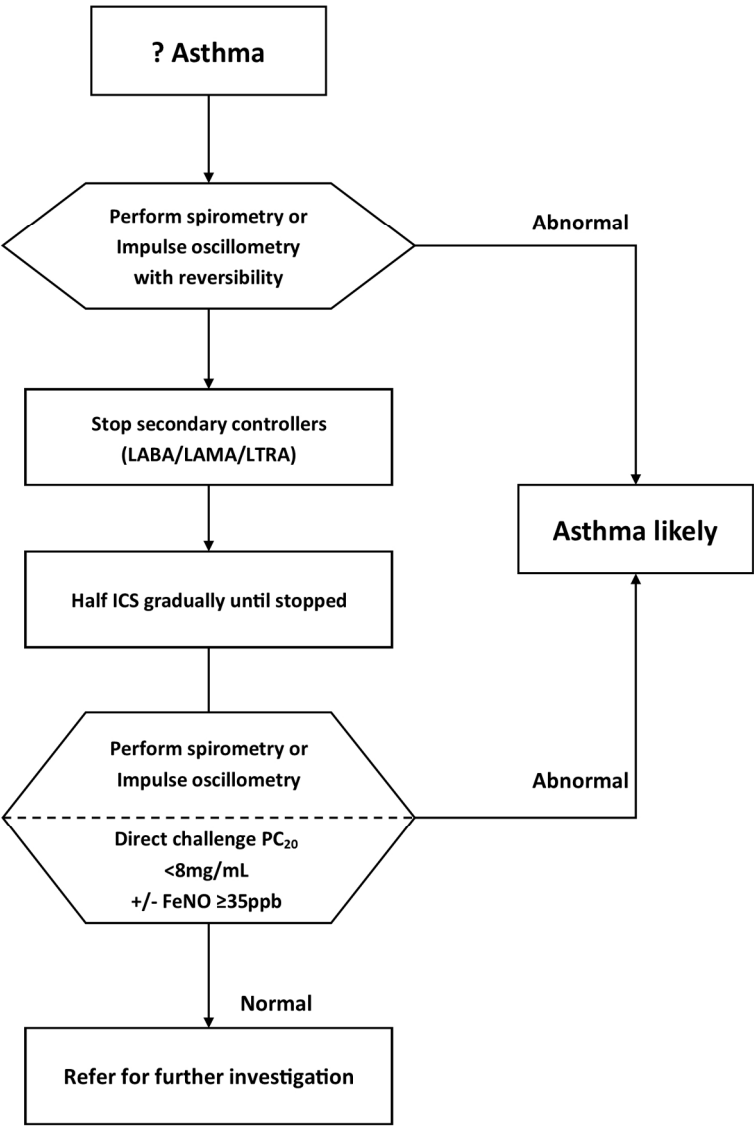 ? Asthma
Perform spirometry or
Impulse oscillometry
with reversibility
Abnormal
Stop secondary controllers
(LABA/LAMA/LTRA)
Asthma likely
Half ICS gradually until stopped
Perform spirometry or
Impulse oscillometry
Abnormal
Direct challenge PC₂₀
<8mg/mL
+/- FeNO ≥35ppb
Normal
Refer for further investigation